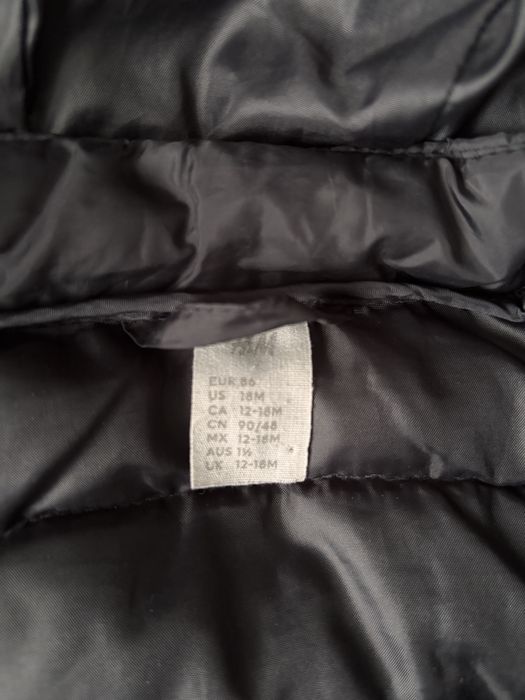 EUR 86
US 18M
CA 12-18M
CN 90/48
MX 12-18M
AUS 1½
UK 12-18M